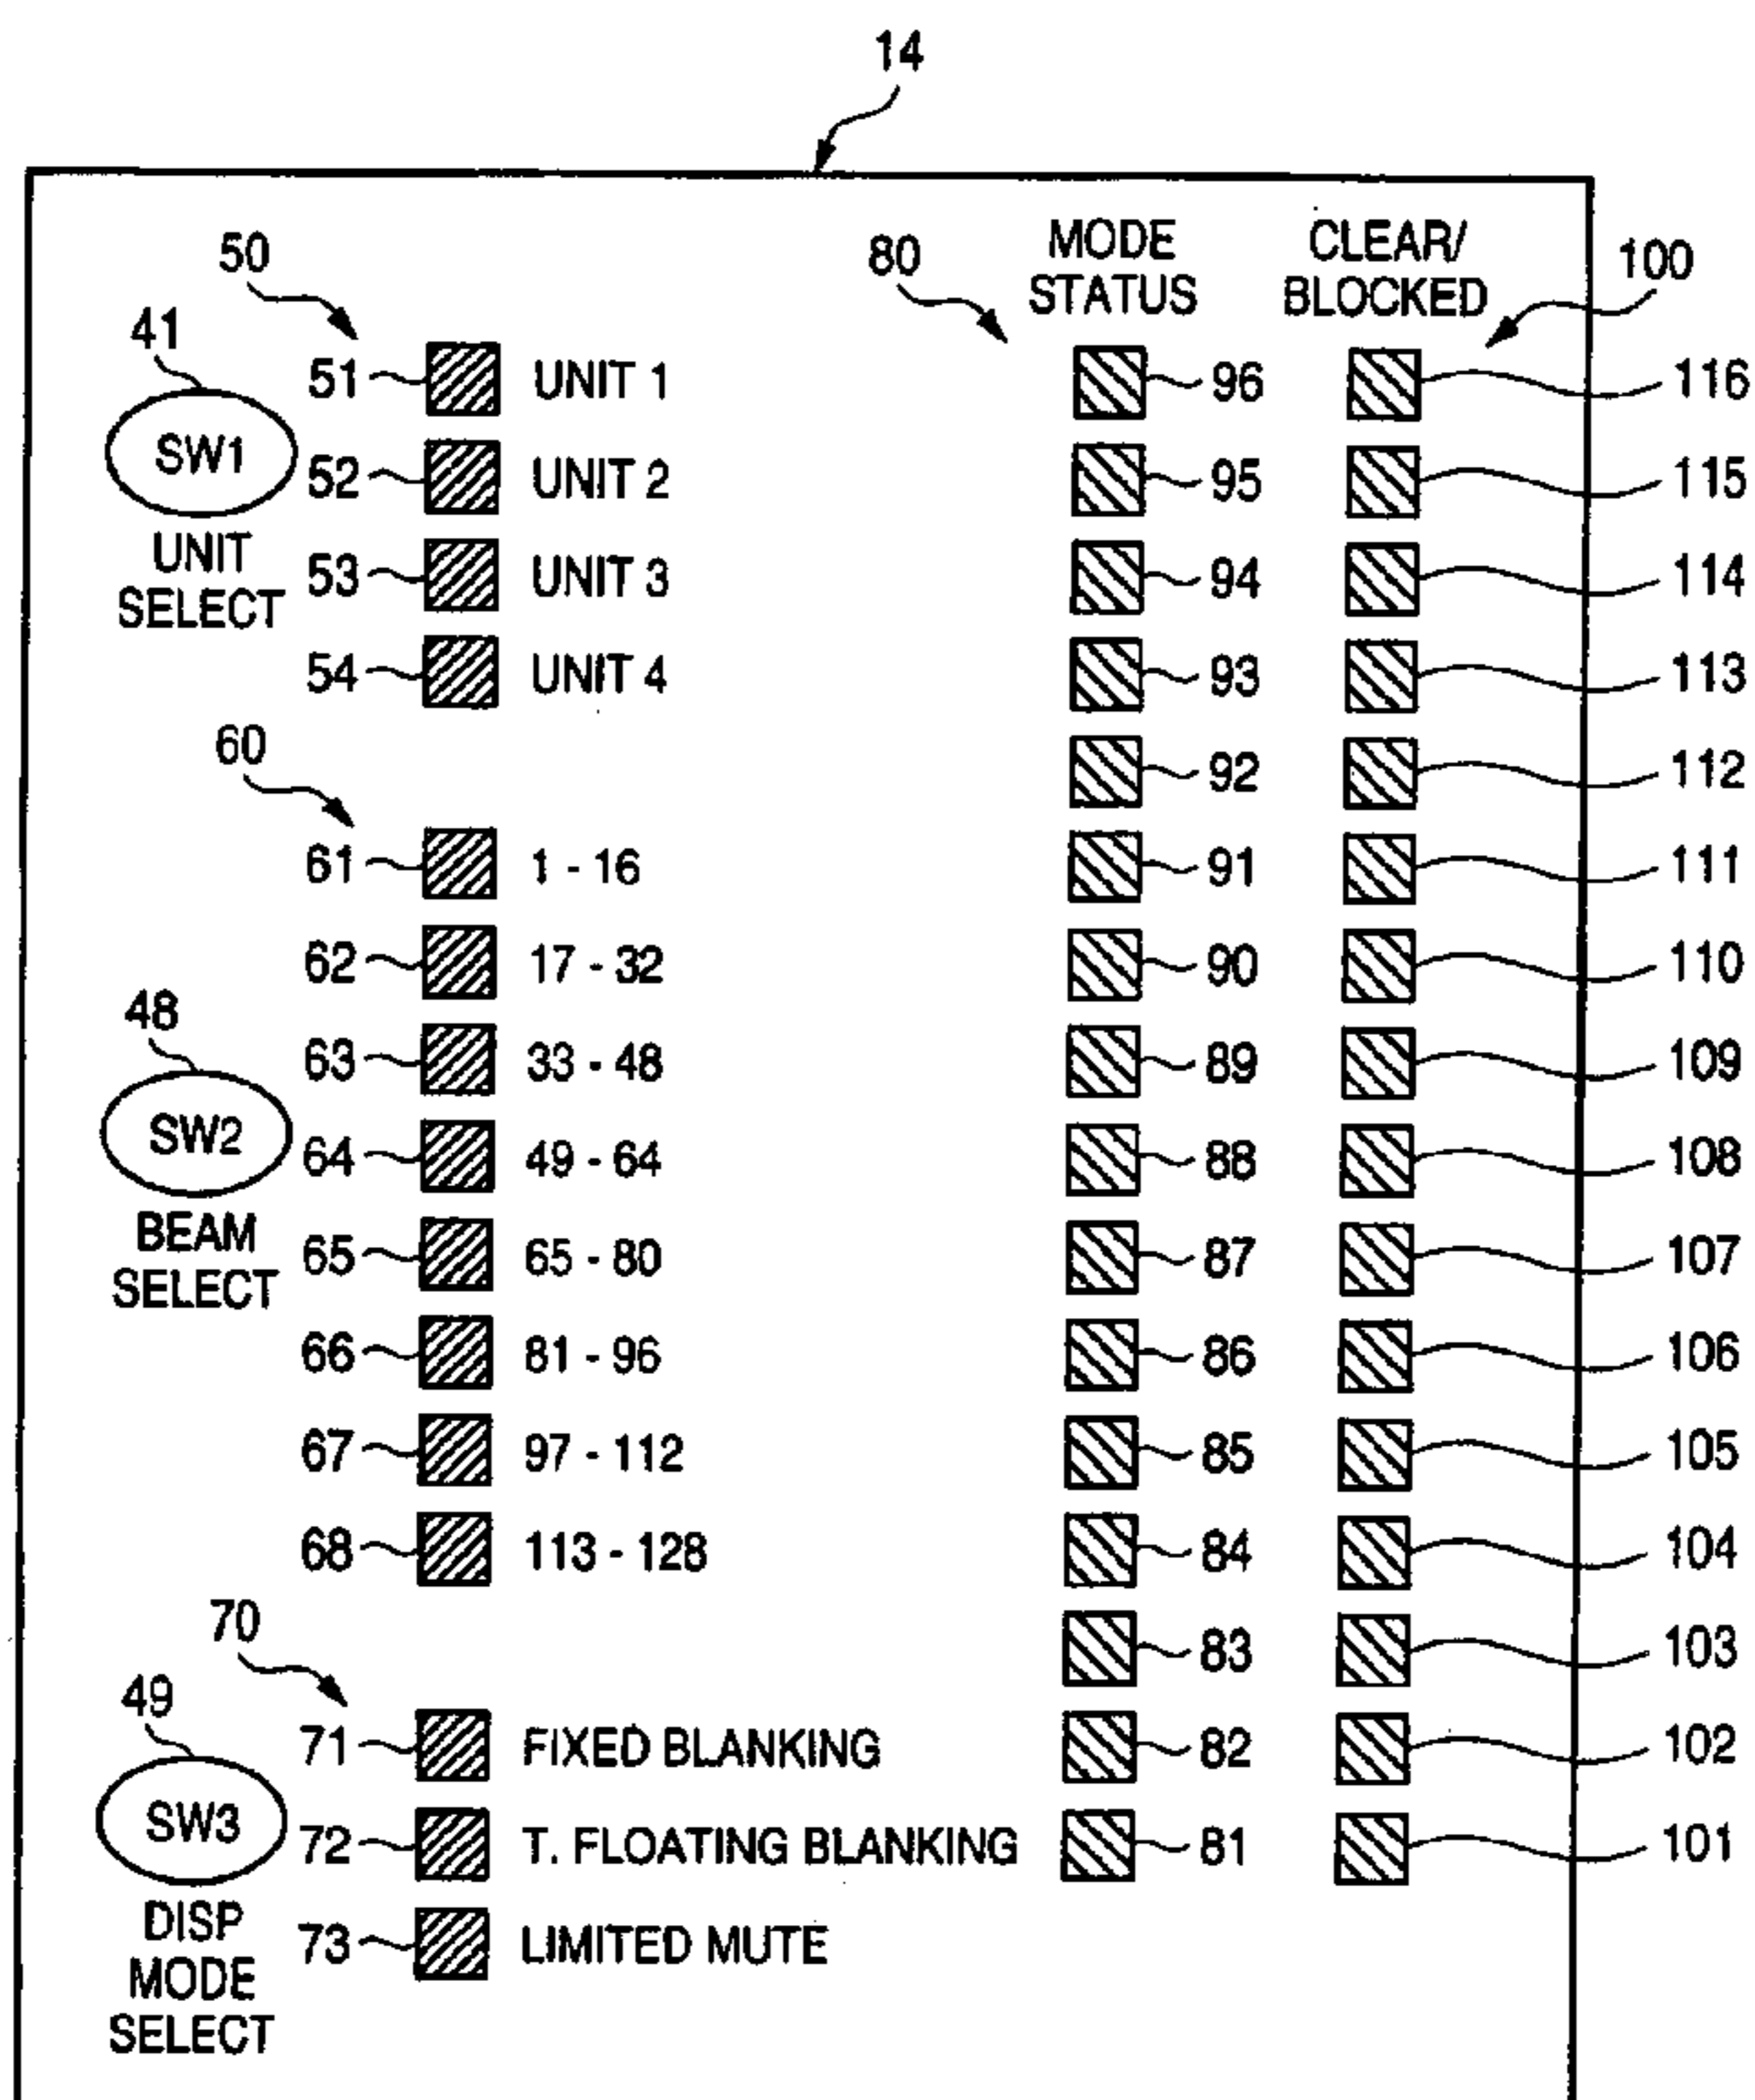 14
50
80
MODE STATUS
CLEAR/ BLOCKED
100
41
SW1
UNIT SELECT
51 UNIT 1 96 116
52 UNIT 2 95 115
53 UNIT 3 94 114
54 UNIT 4 93 113
60
92 112
61 1 - 16 91 111
62 17 - 32 90 110
48
SW2
BEAM SELECT
63 33 - 48 89 109
64 49 - 64 88 108
65 65 - 80 87 107
66 81 - 96 86 106
67 97 - 112 85 105
68 113 - 128 84 104
70
83 103
49
SW3
DISP MODE SELECT
71 FIXED BLANKING 82 102
72 T. FLOATING BLANKING 81 101
73 LIMITED MUTE